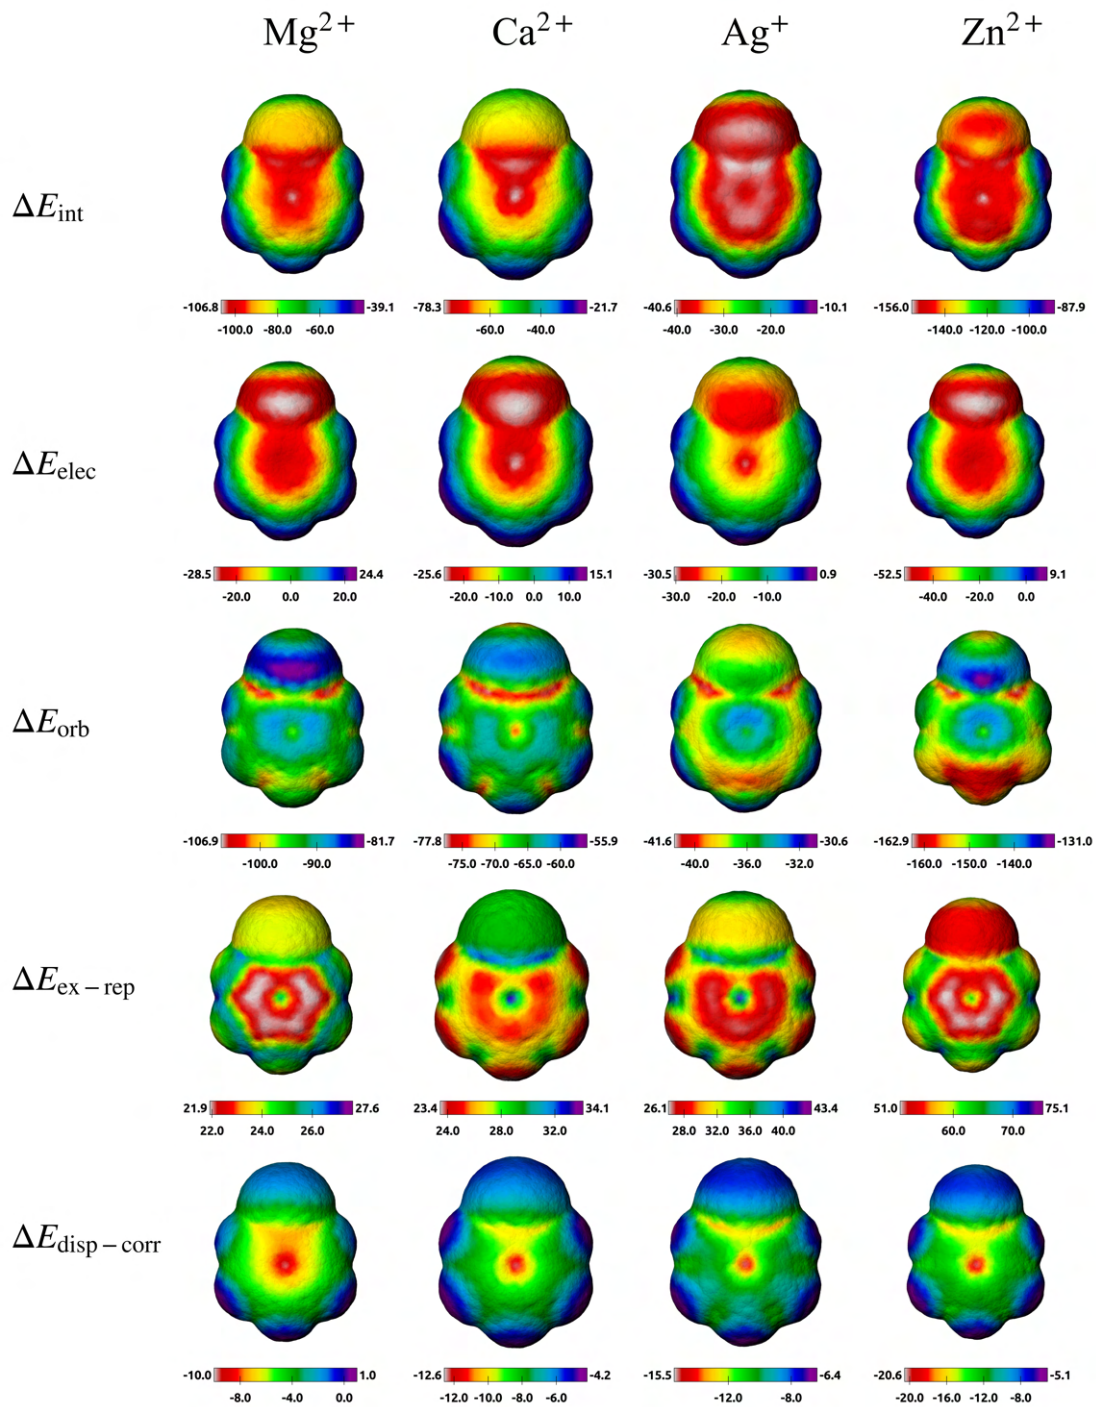 Mg²⁺ Ca²⁺ Ag⁺ Zn²⁺
ΔE_int
-106.8 -39.1 -78.3 -21.7 -40.6 -10.1 -156.0 -87.9
-100.0 -80.0 -60.0 -60.0 -40.0 -40.0 -30.0 -20.0 -140.0 -120.0 -100.0
ΔE_elec
-28.5 24.4 -25.6 15.1 -30.5 0.9 -52.5 9.1
-20.0 0.0 20.0 -20.0 -10.0 0.0 10.0 -30.0 -20.0 -10.0 -40.0 -20.0 0.0
ΔE_orb
-106.9 -81.7 -77.8 -55.9 -41.6 -30.6 -162.9 -131.0
-100.0 -90.0 -75.0 -70.0 -65.0 -60.0 -40.0 -36.0 -32.0 -160.0 -150.0 -140.0
ΔE_ex−rep
21.9 27.6 23.4 34.1 26.1 43.4 51.0 75.1
22.0 24.0 26.0 24.0 28.0 32.0 28.0 32.0 36.0 40.0 60.0 70.0
ΔE_disp−corr
-10.0 1.0 -12.6 -4.2 -15.5 -6.4 -20.6 -5.1
-8.0 -4.0 0.0 -12.0 -10.0 -8.0 -6.0 -12.0 -8.0 -20.0 -16.0 -12.0 -8.0